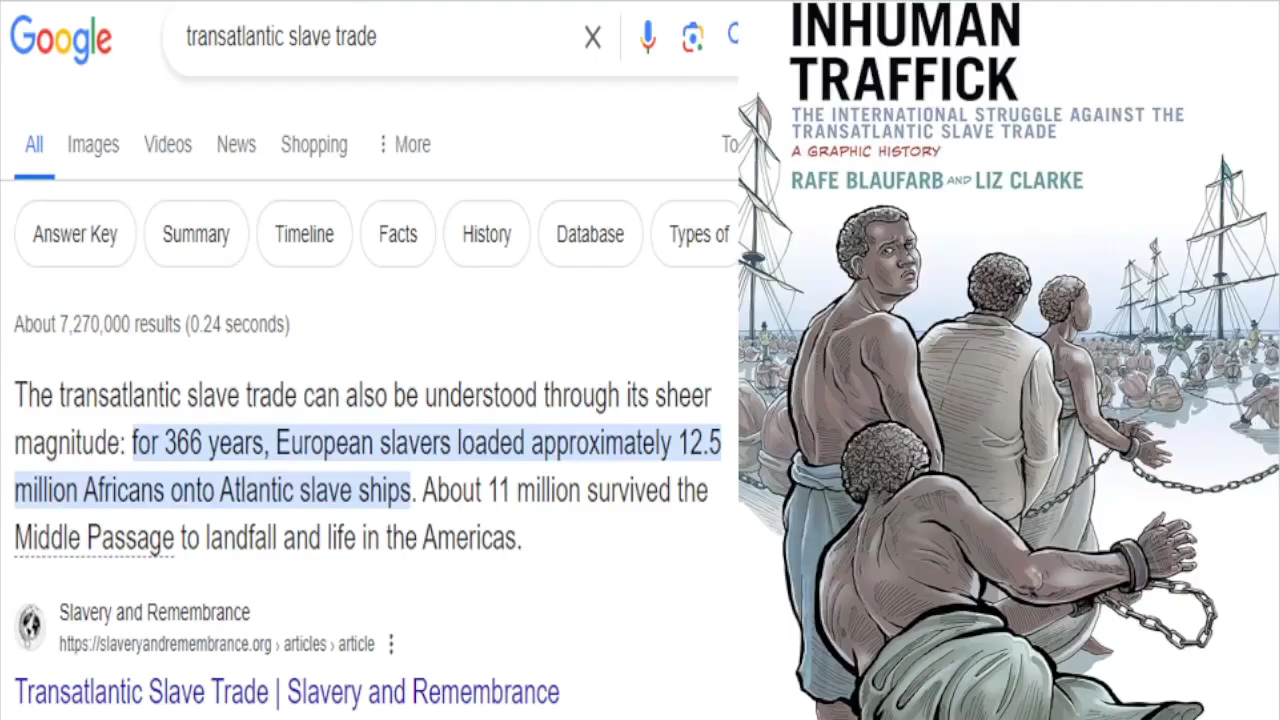 Google
transatlantic slave trade
All Images Videos News Shopping More To
Answer Key Summary Timeline Facts History Database Types of
About 7,270,000 results (0.24 seconds)
The transatlantic slave trade can also be understood through its sheer
magnitude: for 366 years, European slavers loaded approximately 12.5
million Africans onto Atlantic slave ships. About 11 million survived the
Middle Passage to landfall and life in the Americas.
Slavery and Remembrance
https://slaveryandremembrance.org › articles › article
Transatlantic Slave Trade | Slavery and Remembrance
INHUMAN
TRAFFICK
THE INTERNATIONAL STRUGGLE AGAINST THE
TRANSATLANTIC SLAVE TRADE
A GRAPHIC HISTORY
RAFE BLAUFARB AND LIZ CLARKE